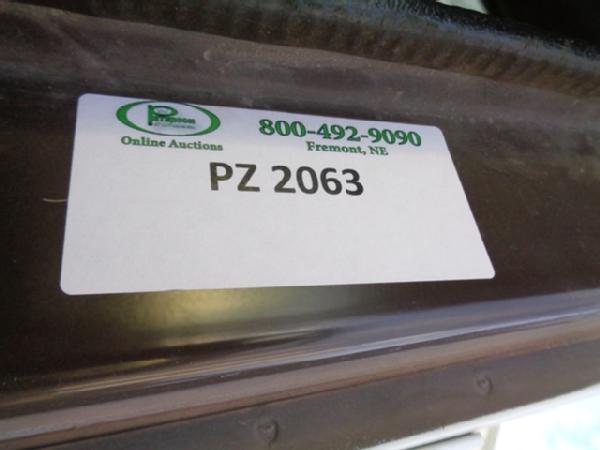 800-492-9090
Online Auctions
Fremont, NE
PZ 2063